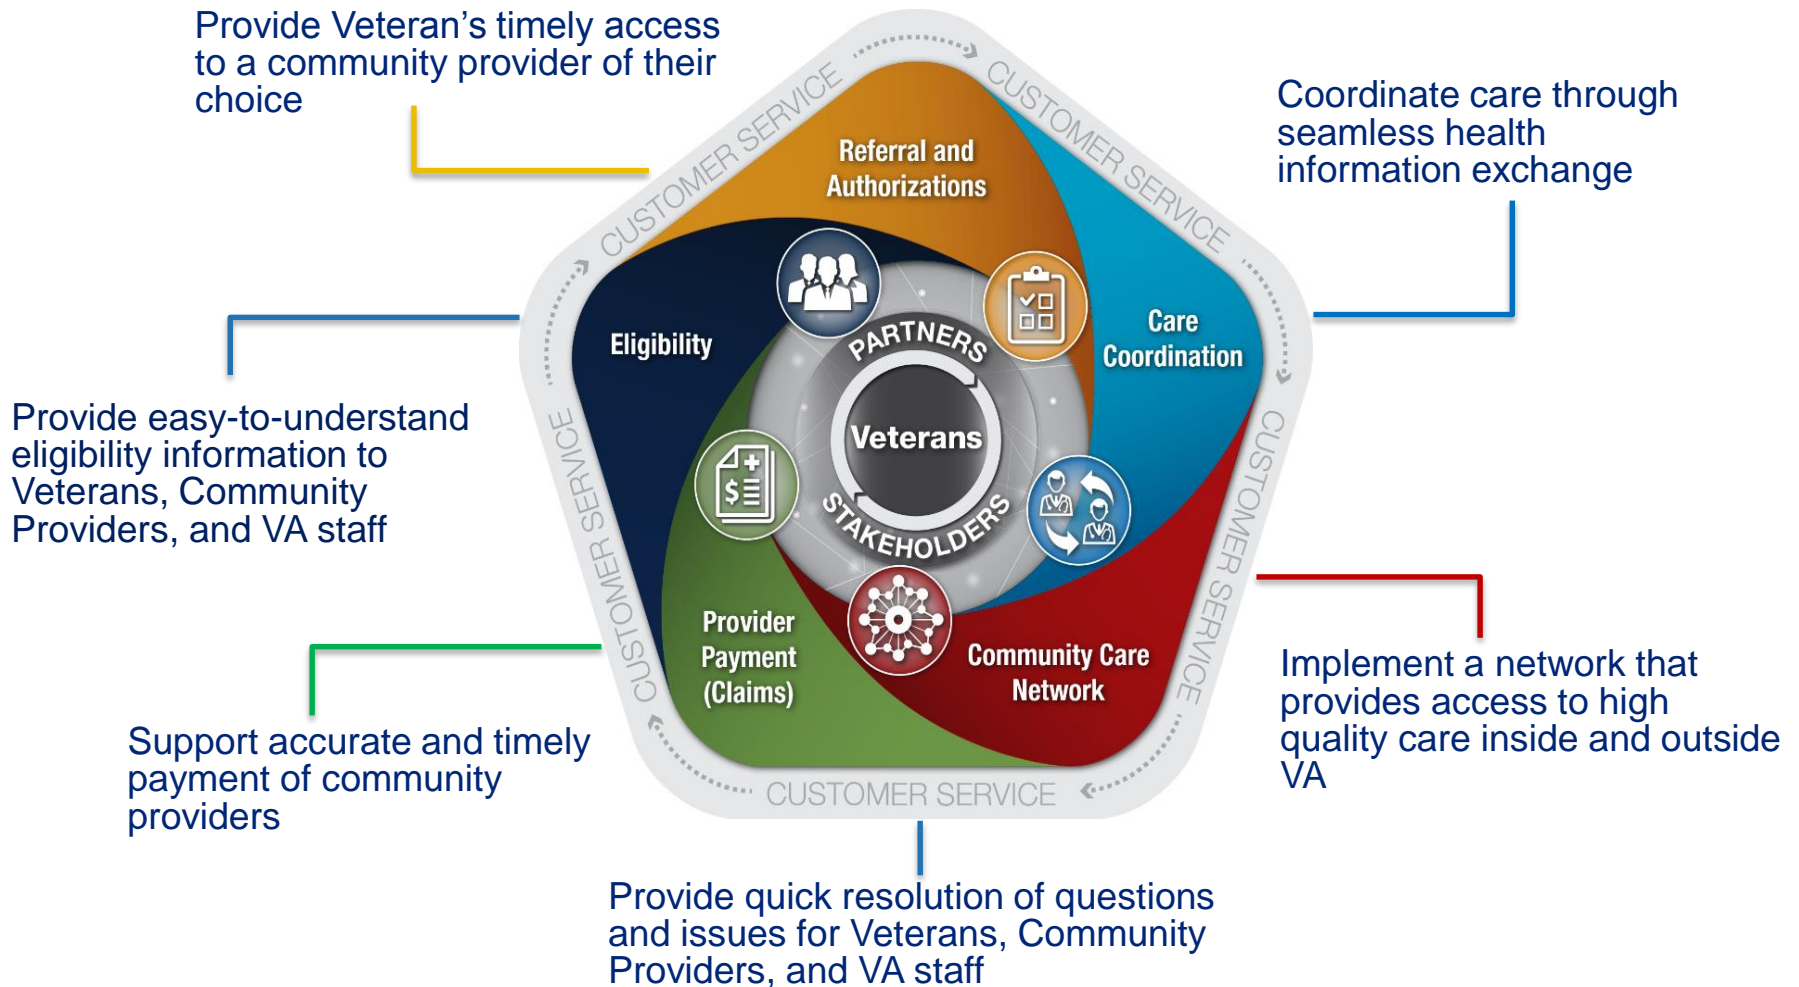 Provide Veteran’s timely access
to a community provider of their
choice
Coordinate care through
seamless health
information exchange
CUSTOMER SERVICE
CUSTOMER SERVICE
Referral and
Authorizations
Eligibility
Care
Coordination
PARTNERS
Veterans
STAKEHOLDERS
Provide easy-to-understand
eligibility information to
Veterans, Community
Providers, and VA staff
CUSTOMER SERVICE
CUSTOMER SERVICE
$
Provider
Payment
(Claims)
Community Care
Network
Implement a network that
provides access to high
quality care inside and outside
VA
Support accurate and timely
payment of community
providers
CUSTOMER SERVICE
Provide quick resolution of questions
and issues for Veterans, Community
Providers, and VA staff